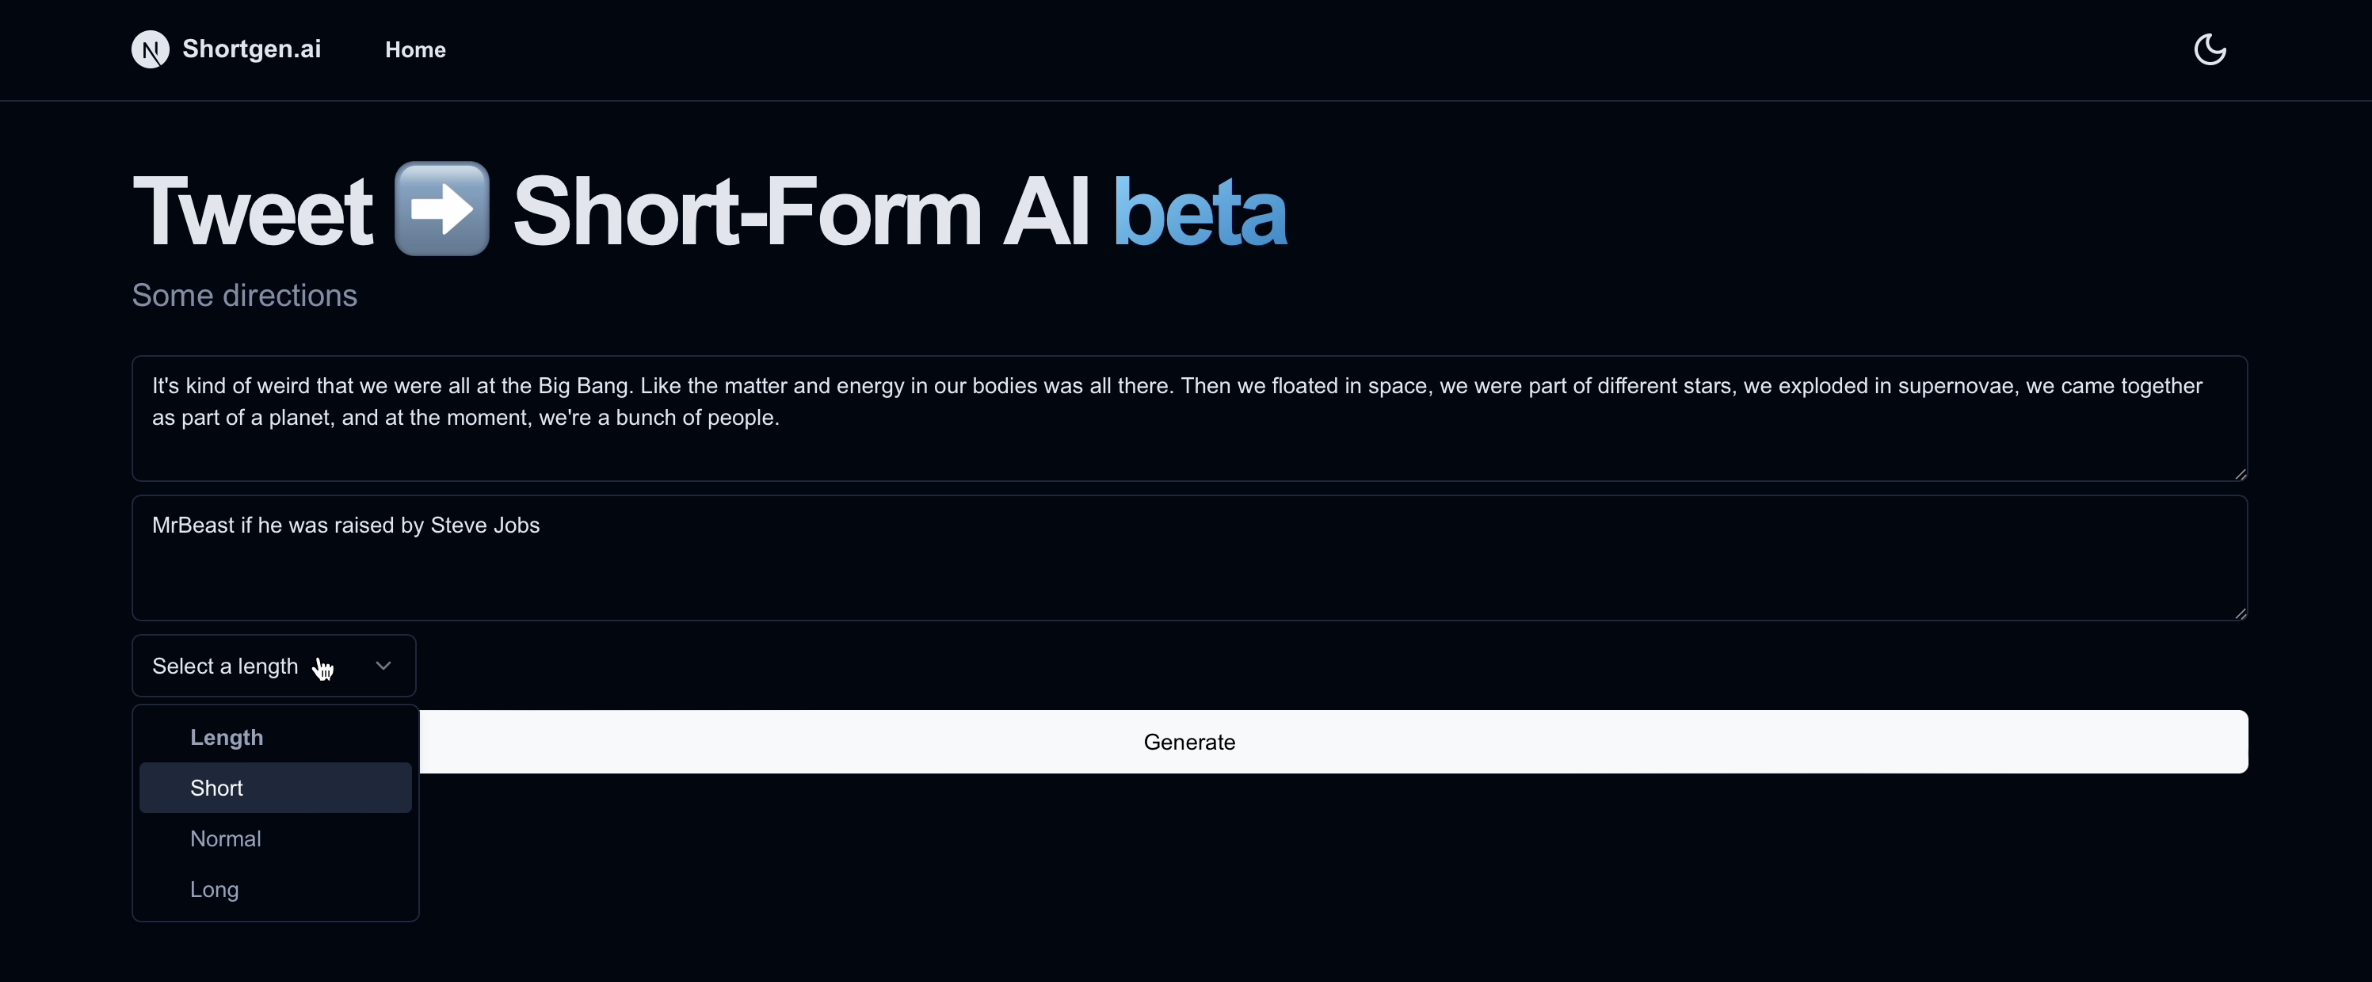 Shortgen.ai
Home
Tweet ➡️ Short-Form AI beta
Some directions
It's kind of weird that we were all at the Big Bang. Like the matter and energy in our bodies was all there. Then we floated in space, we were part of different stars, we exploded in supernovae, we came together
as part of a planet, and at the moment, we're a bunch of people.
MrBeast if he was raised by Steve Jobs
Select a length
Generate
Length
Short
Normal
Long